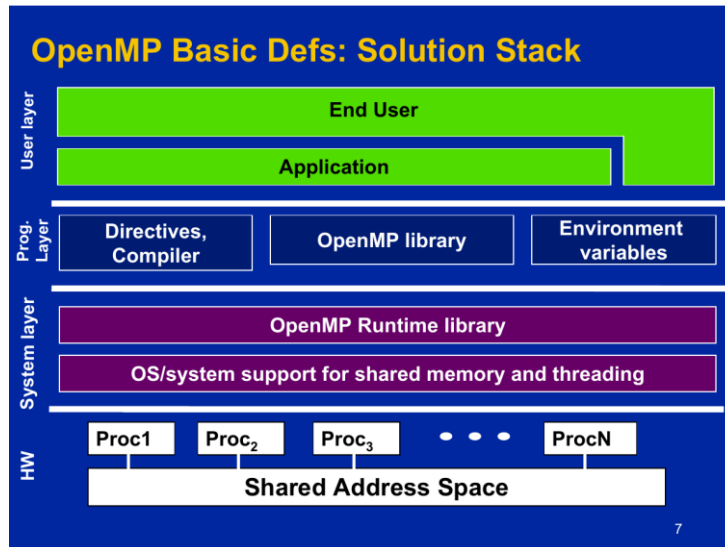 OpenMP Basic Defs: Solution Stack
User layer
End User
Application
Prog.
Layer
Directives,
Compiler
OpenMP library
Environment
variables
System layer
OpenMP Runtime library
OS/system support for shared memory and threading
HW
Proc1
Proc₂
Proc₃
• • •
ProcN
Shared Address Space
7